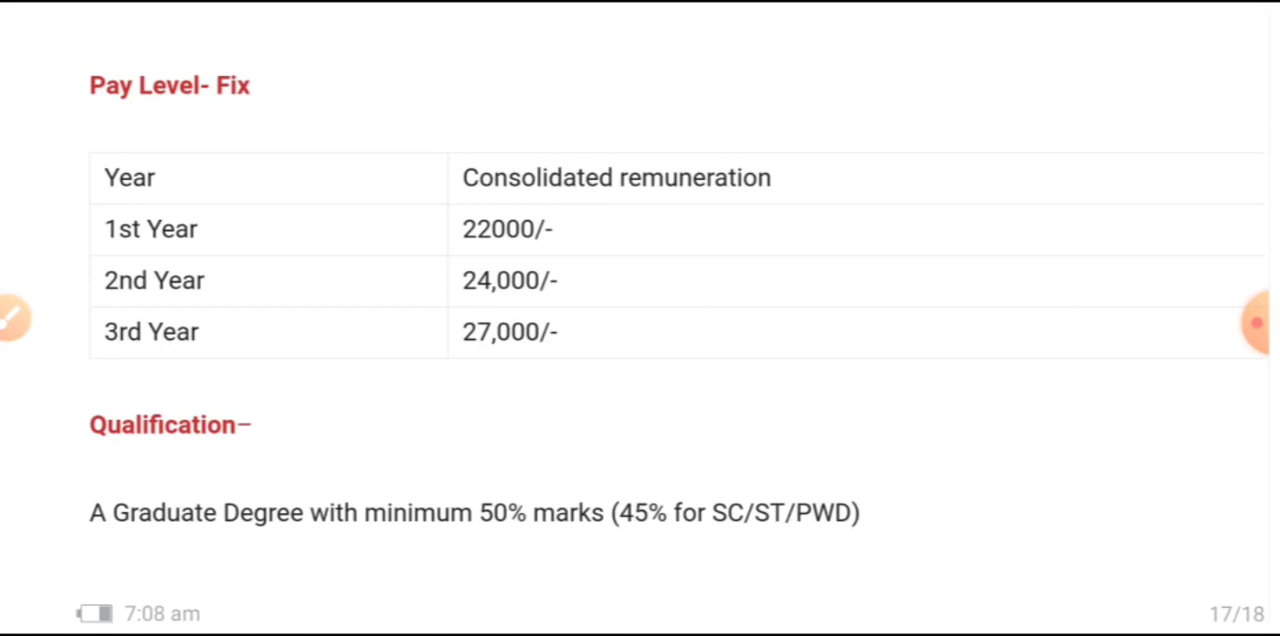 Pay Level- Fix
Year Consolidated remuneration
1st Year 22000/-
2nd Year 24,000/-
3rd Year 27,000/-
Qualification–
A Graduate Degree with minimum 50% marks (45% for SC/ST/PWD)
7:08 am 17/18